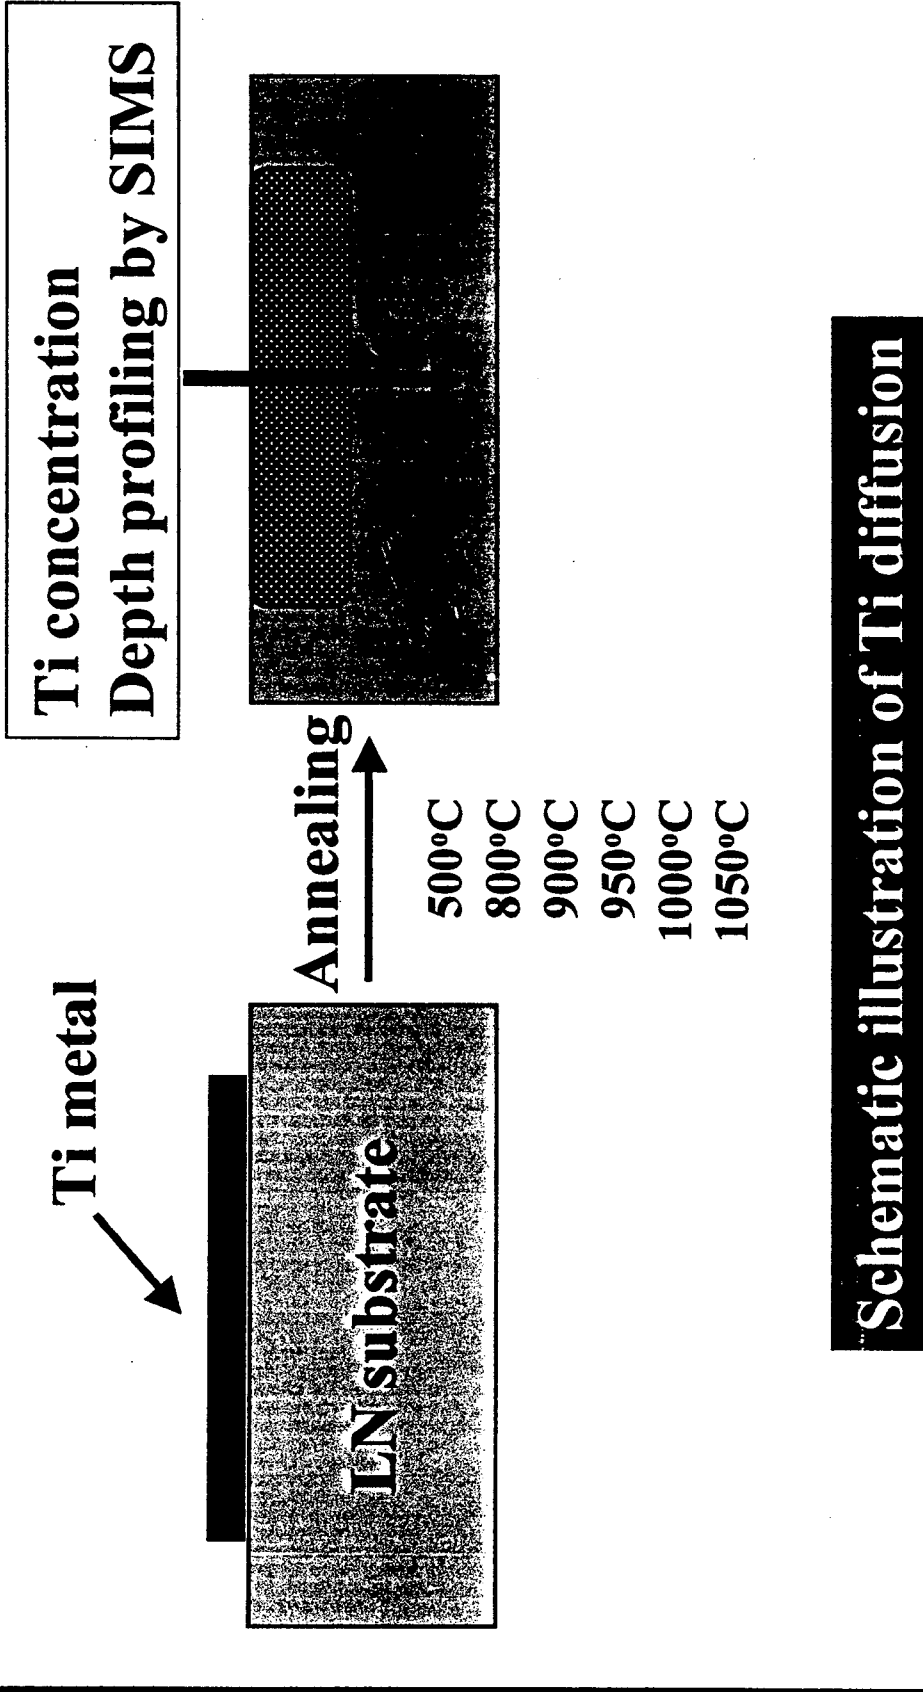 Ti metal
LN substrate
Annealing
500°C
800°C
900°C
950°C
1000°C
1050°C
Ti concentration
Depth profiling by SIMS
Schematic illustration of Ti diffusion